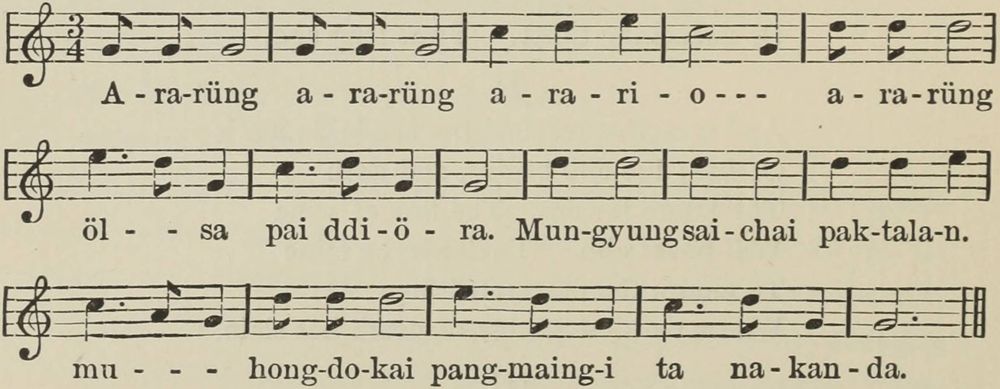 3
4
A - ra-rüng a - ra-rüng a - ra - ri - o - - - a - ra-rüng
öl - - sa pai ddi - ö - ra. Mun-gyung sai - chai pak-tala-n.
mu - - - hong-do-kai pang-maing-i ta na - kan - da.